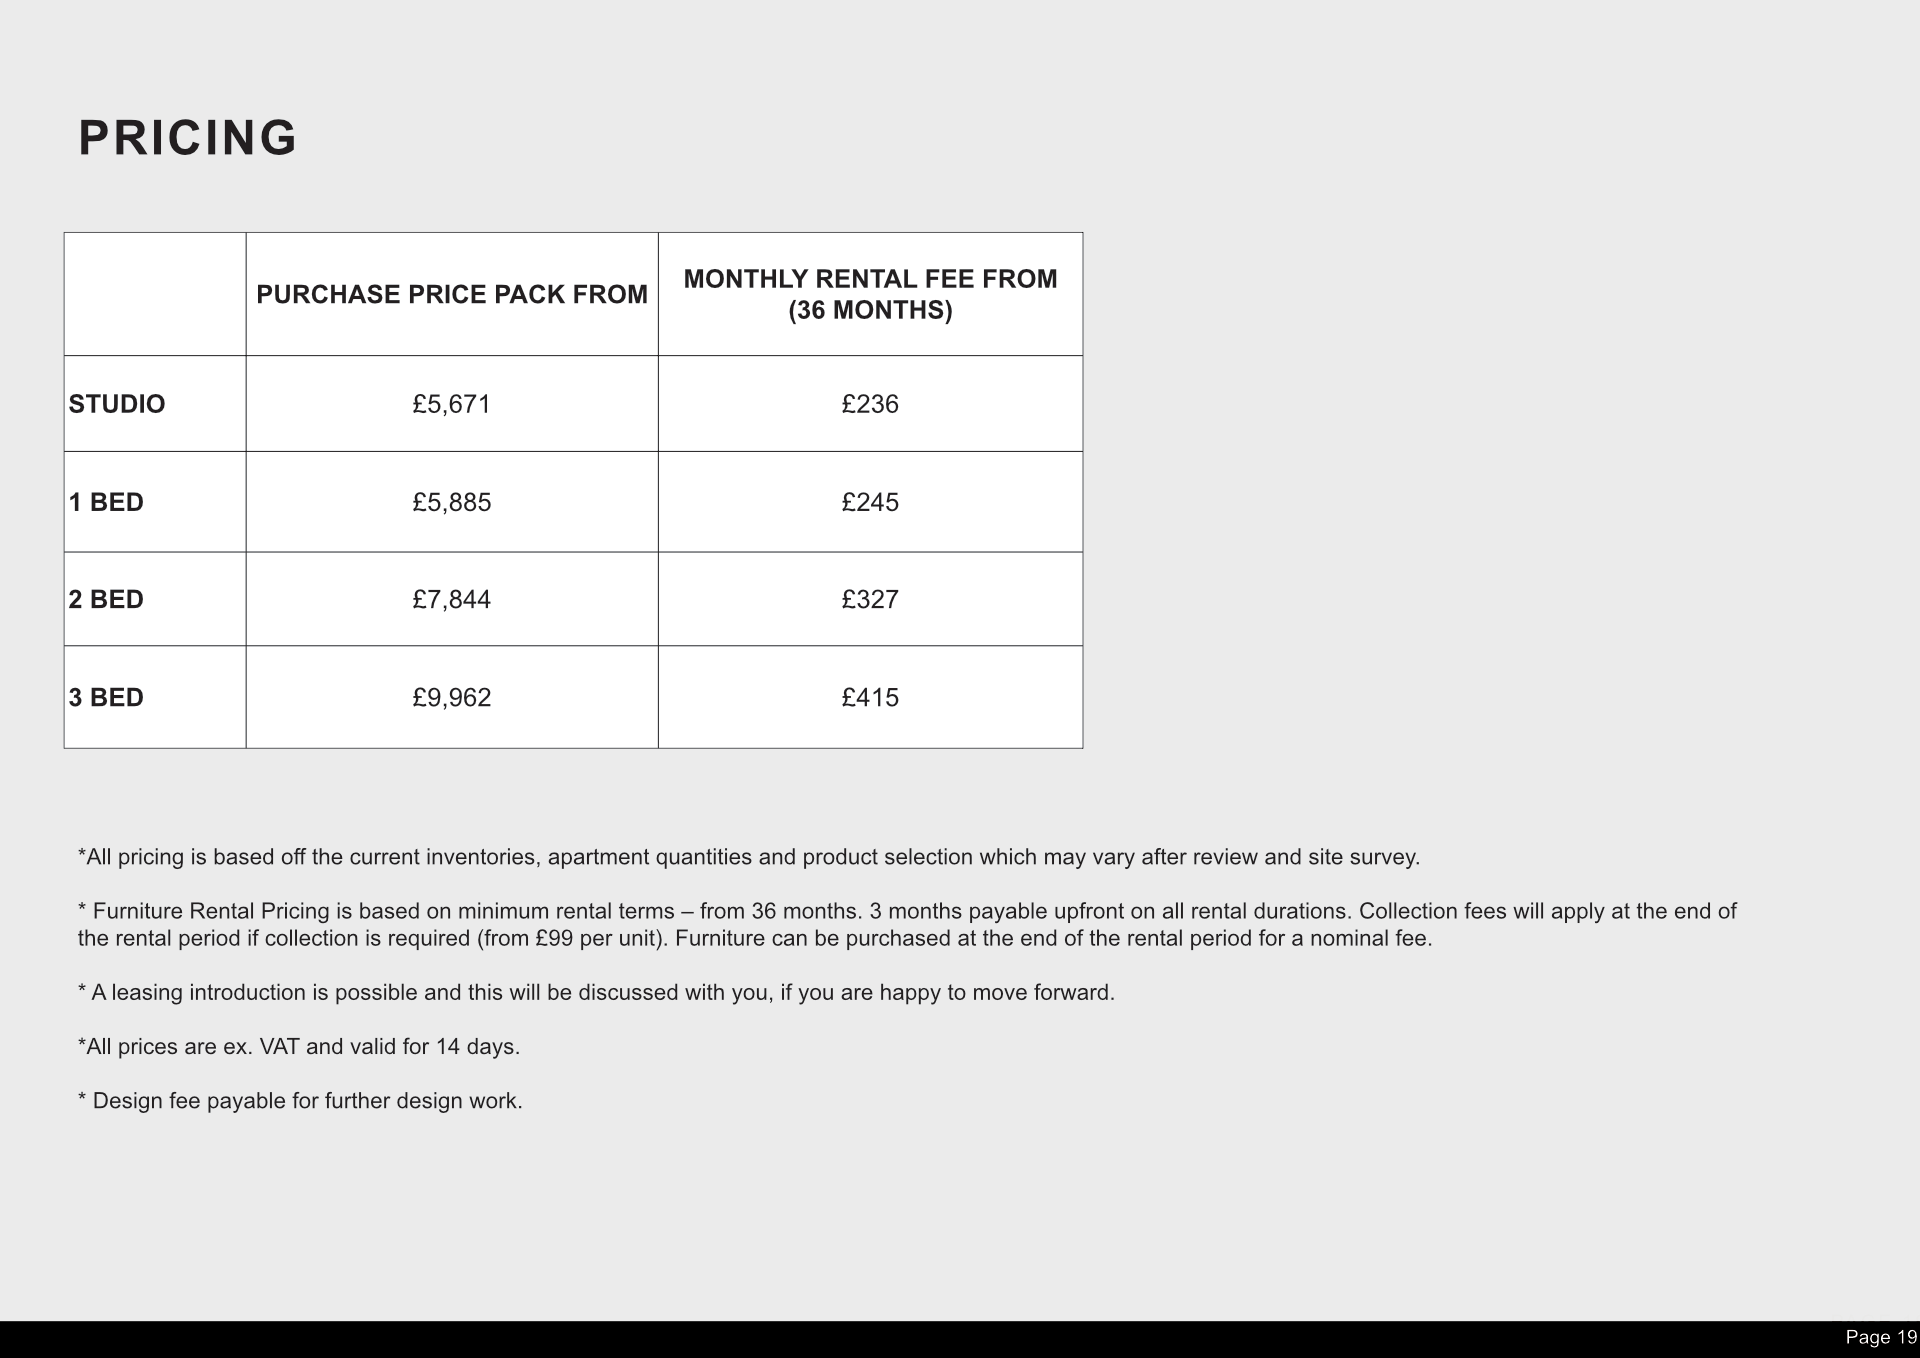 PRICING
PURCHASE PRICE PACK FROM
MONTHLY RENTAL FEE FROM
(36 MONTHS)
STUDIO £5,671 £236
1 BED £5,885 £245
2 BED £7,844 £327
3 BED £9,962 £415
*All pricing is based off the current inventories, apartment quantities and product selection which may vary after review and site survey.
* Furniture Rental Pricing is based on minimum rental terms – from 36 months. 3 months payable upfront on all rental durations. Collection fees will apply at the end of
the rental period if collection is required (from £99 per unit). Furniture can be purchased at the end of the rental period for a nominal fee.
* A leasing introduction is possible and this will be discussed with you, if you are happy to move forward.
*All prices are ex. VAT and valid for 14 days.
* Design fee payable for further design work.
Page 19